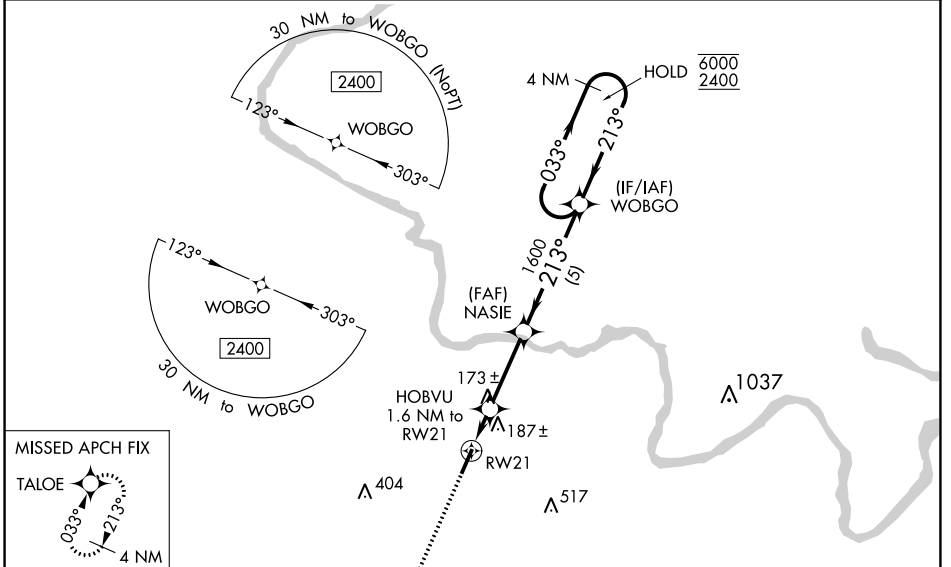 30 NM to WOBGO (NoPT)
2400
123°
WOBGO
303°
4 NM
HOLD
6000
2400
033°
213°
(IF/IAF)
WOBGO
1600
213°
(5)
123°
WOBGO
303°
2400
30 NM to WOBGO
(FAF)
NASIE
173±
HOBVU
1.6 NM to
RW21
187±
RW21
1037
404
517
MISSED APCH FIX
TALOE
033°
213°
4 NM